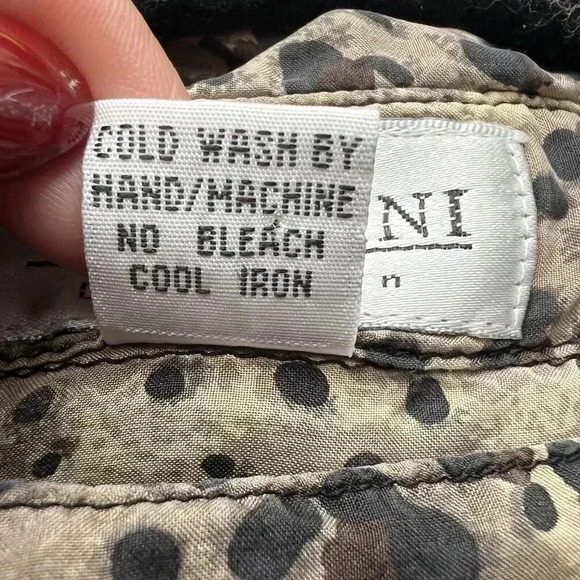 COLD WASH BY
HAND/MACHINE
NO BLEACH
COOL IRON
NI
n